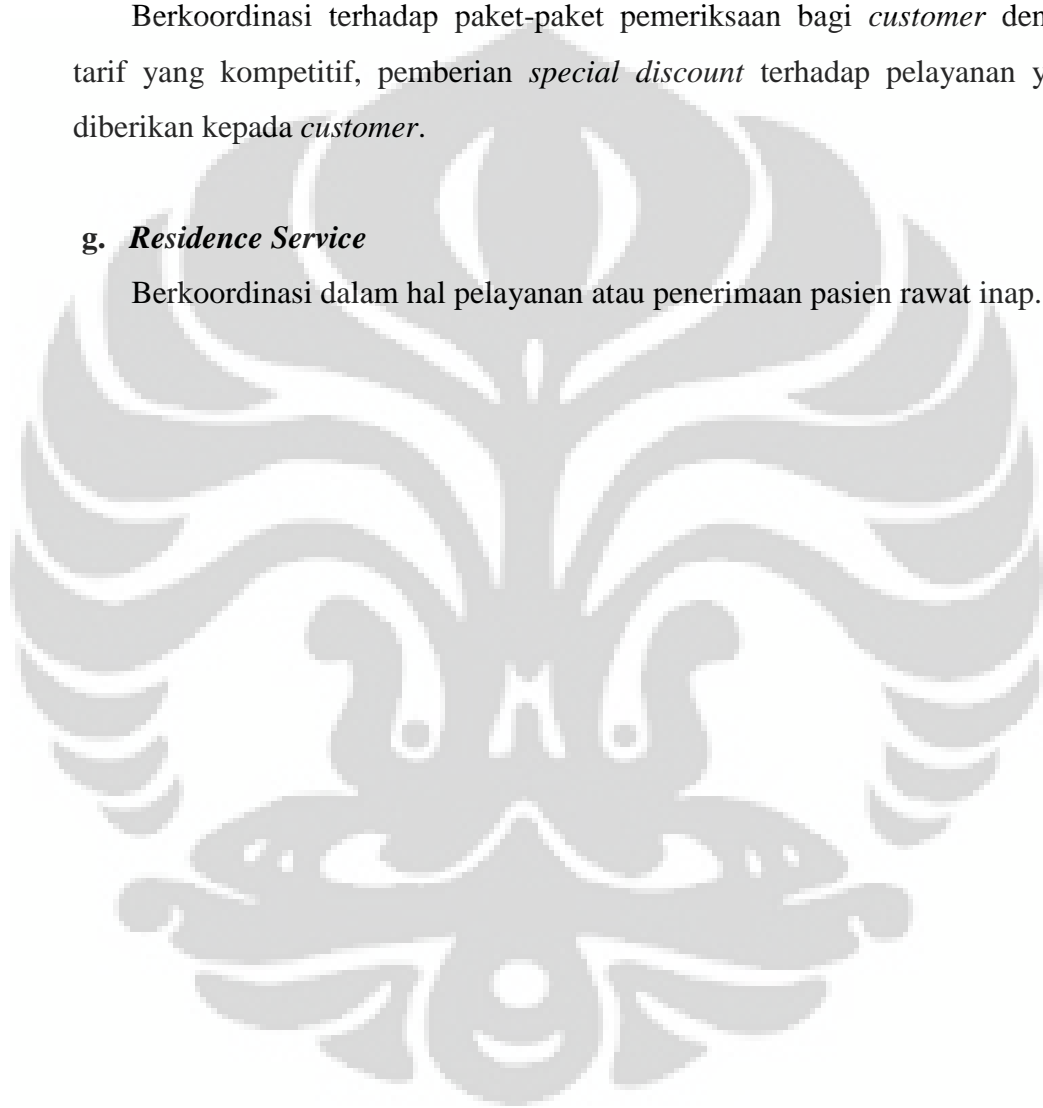 Berkoordinasi terhadap paket-paket pemeriksaan bagi customer den
tarif yang kompetitif, pemberian special discount terhadap pelayanan y
diberikan kepada customer.
g. Residence Service
Berkoordinasi dalam hal pelayanan atau penerimaan pasien rawat inap.